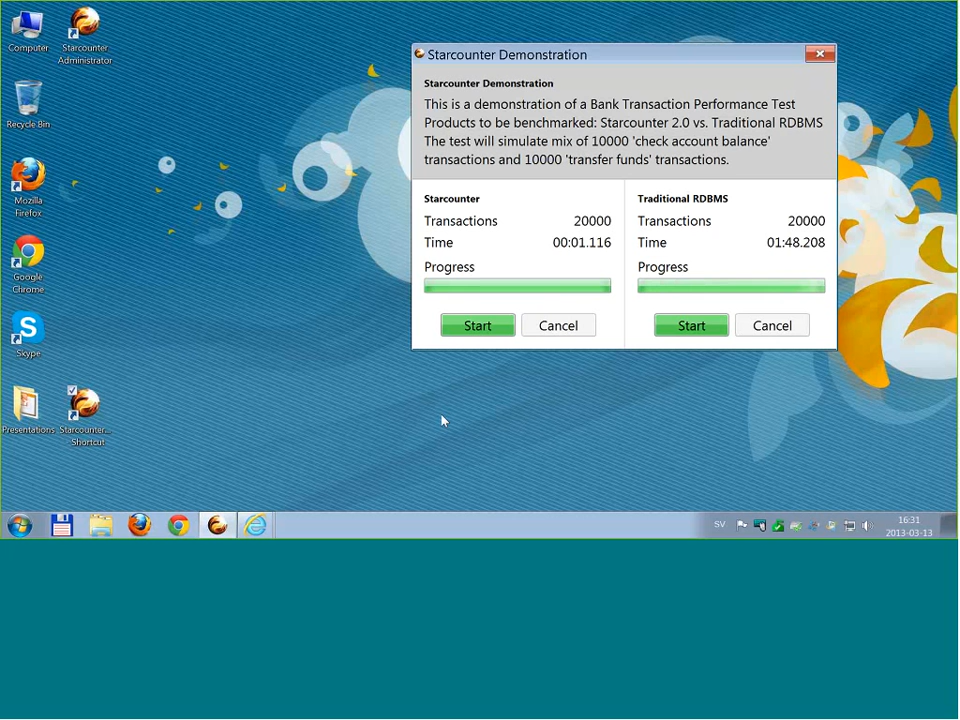 Computer
Starcounter
Administrator
Recycle Bin
Mozilla
Firefox
Google
Chrome
Skype
Presentations
Starcounter...
Shortcut
Starcounter Demonstration
Starcounter Demonstration
This is a demonstration of a Bank Transaction Performance Test
Products to be benchmarked: Starcounter 2.0 vs. Traditional RDBMS
The test will simulate mix of 10000 'check account balance'
transactions and 10000 'transfer funds' transactions.
Starcounter
Transactions 20000
Time 00:01.116
Progress
Start Cancel
Traditional RDBMS
Transactions 20000
Time 01:48.208
Progress
Start Cancel
SV
16:31
2013-03-13